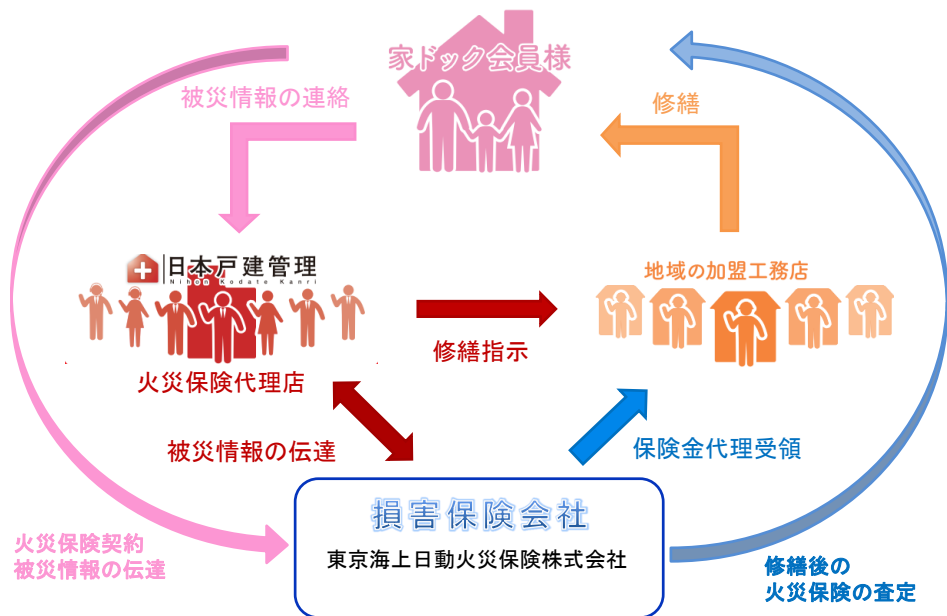 家ドック会員様
被災情報の連絡
修繕
日本戸建管理
Nihon Kodate Kanri
地域の加盟工務店
修繕指示
火災保険代理店
被災情報の伝達
保険金代理受領
損害保険会社
東京海上日動火災保険株式会社
火災保険契約
被災情報の伝達
修繕後の
火災保険の査定